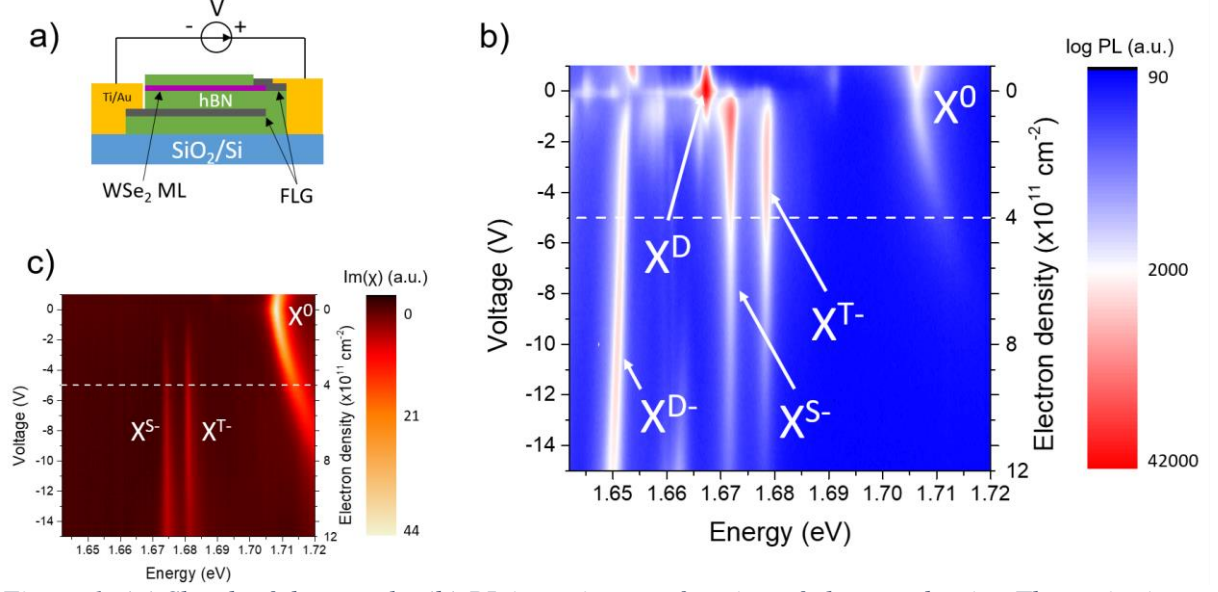 a)
V
- +
Ti/Au
hBN
SiO₂/Si
WSe₂ ML
FLG
b)
log PL (a.u.)
90
2000
42000
Voltage (V)
0
-2
-4
-6
-8
-10
-12
-14
Electron density (x10¹¹ cm⁻²)
0
4
8
12
X⁰
Xᴰ
Xᵀ⁻
Xˢ⁻
Xᴰ⁻
1.65 1.66 1.67 1.68 1.69 1.70 1.71 1.72
Energy (eV)
c)
Im(χ) (a.u.)
0
21
44
Voltage (V)
0
-2
-4
-6
-8
-10
-12
-14
Electron density (x10¹¹ cm⁻²)
0
4
8
12
X⁰
Xˢ⁻ Xᵀ⁻
1.65 1.66 1.67 1.68 1.69 1.70 1.71 1.72
Energy (eV)